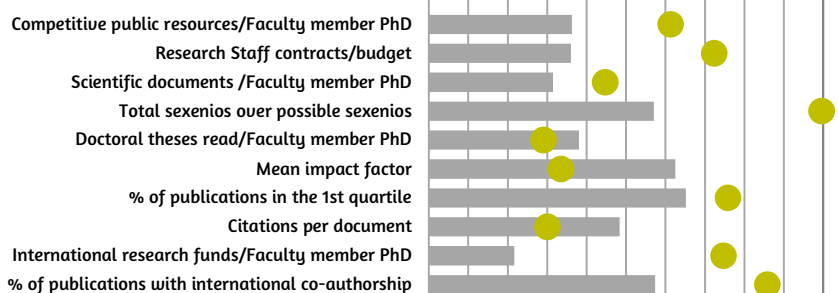 Competitive public resources/Faculty member PhD
Research Staff contracts/budget
Scientific documents /Faculty member PhD
Total sexenios over possible sexenios
Doctoral theses read/Faculty member PhD
Mean impact factor
% of publications in the 1st quartile
Citations per document
International research funds/Faculty member PhD
% of publications with international co-authorship